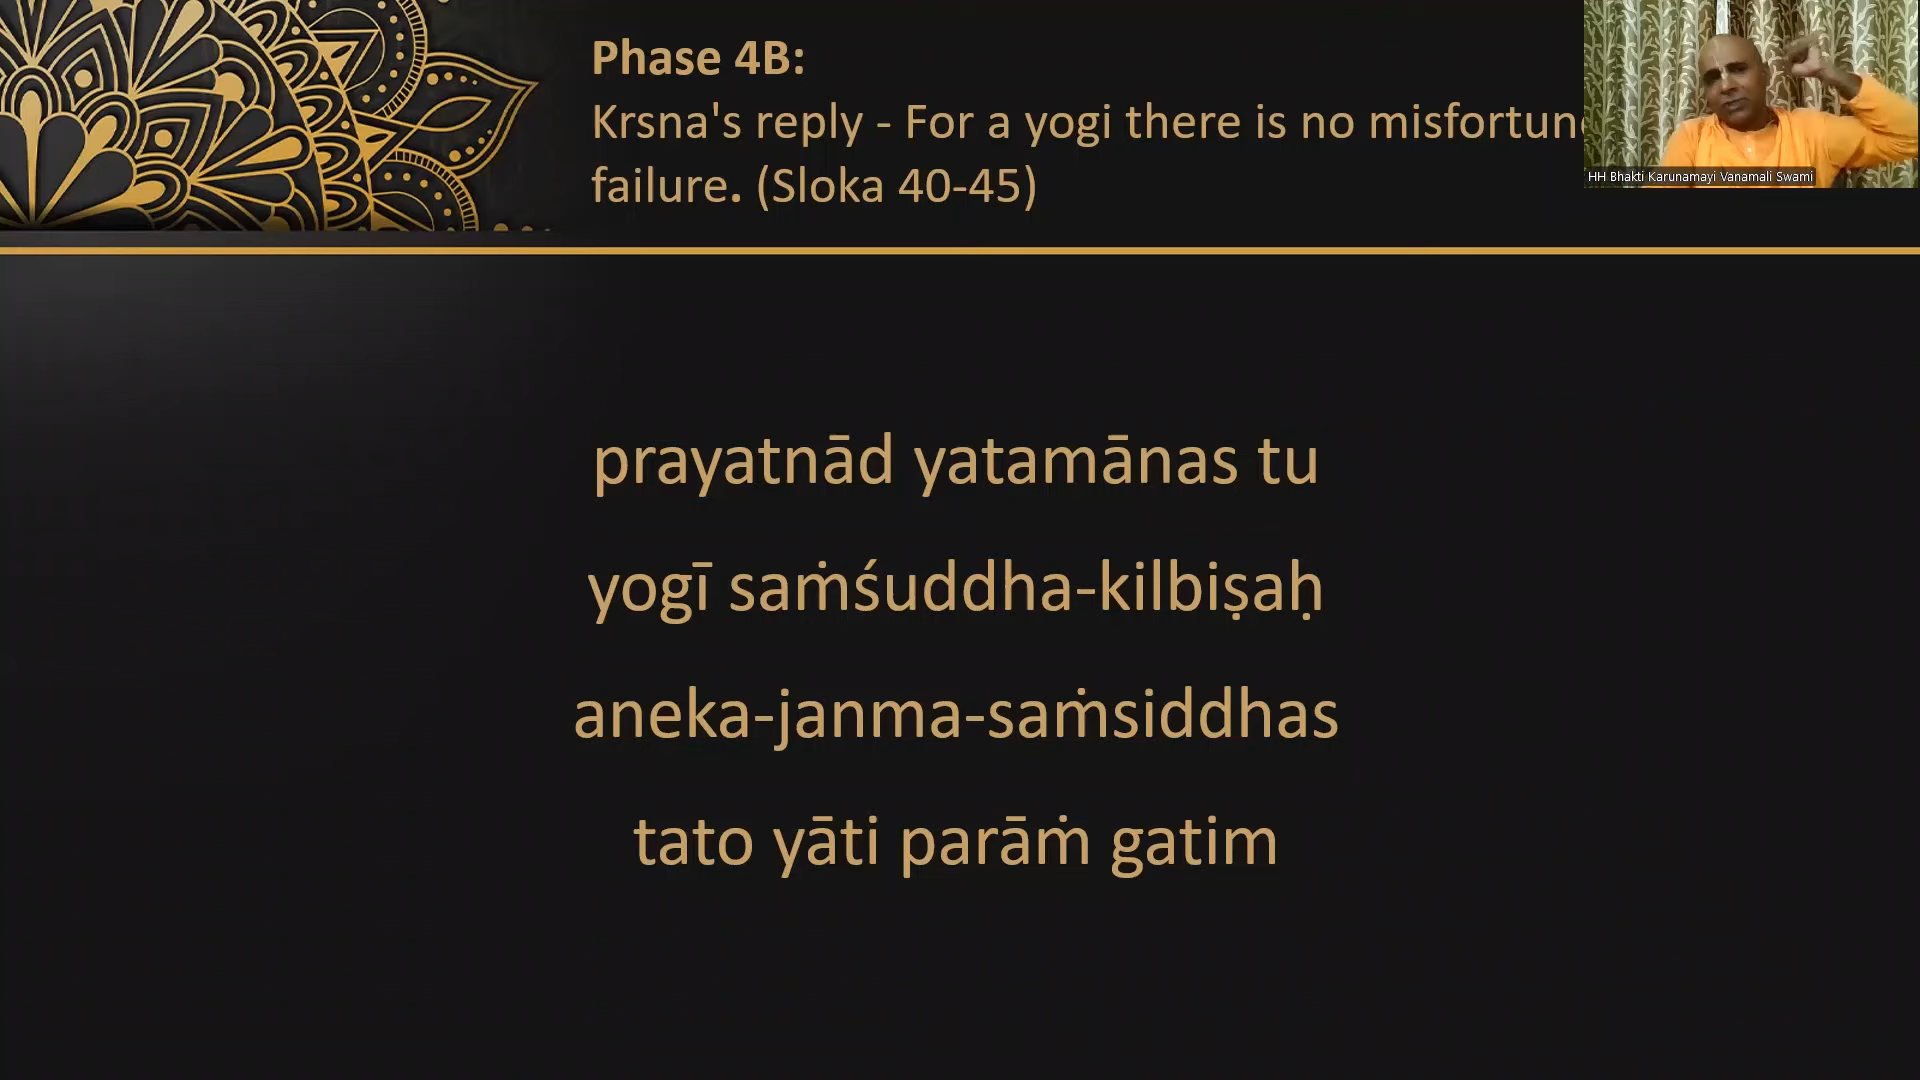 Phase 4B:
Krsna's reply - For a yogi there is no
failure. (Sloka 40-45)
HH Bhakti Karunamayi Vanamali Swami
prayatnād yatamānas tu
yogī saṁśuddha-kilbiṣaḥ
aneka-janma-saṁsiddhas
tato yāti parāṁ gatim